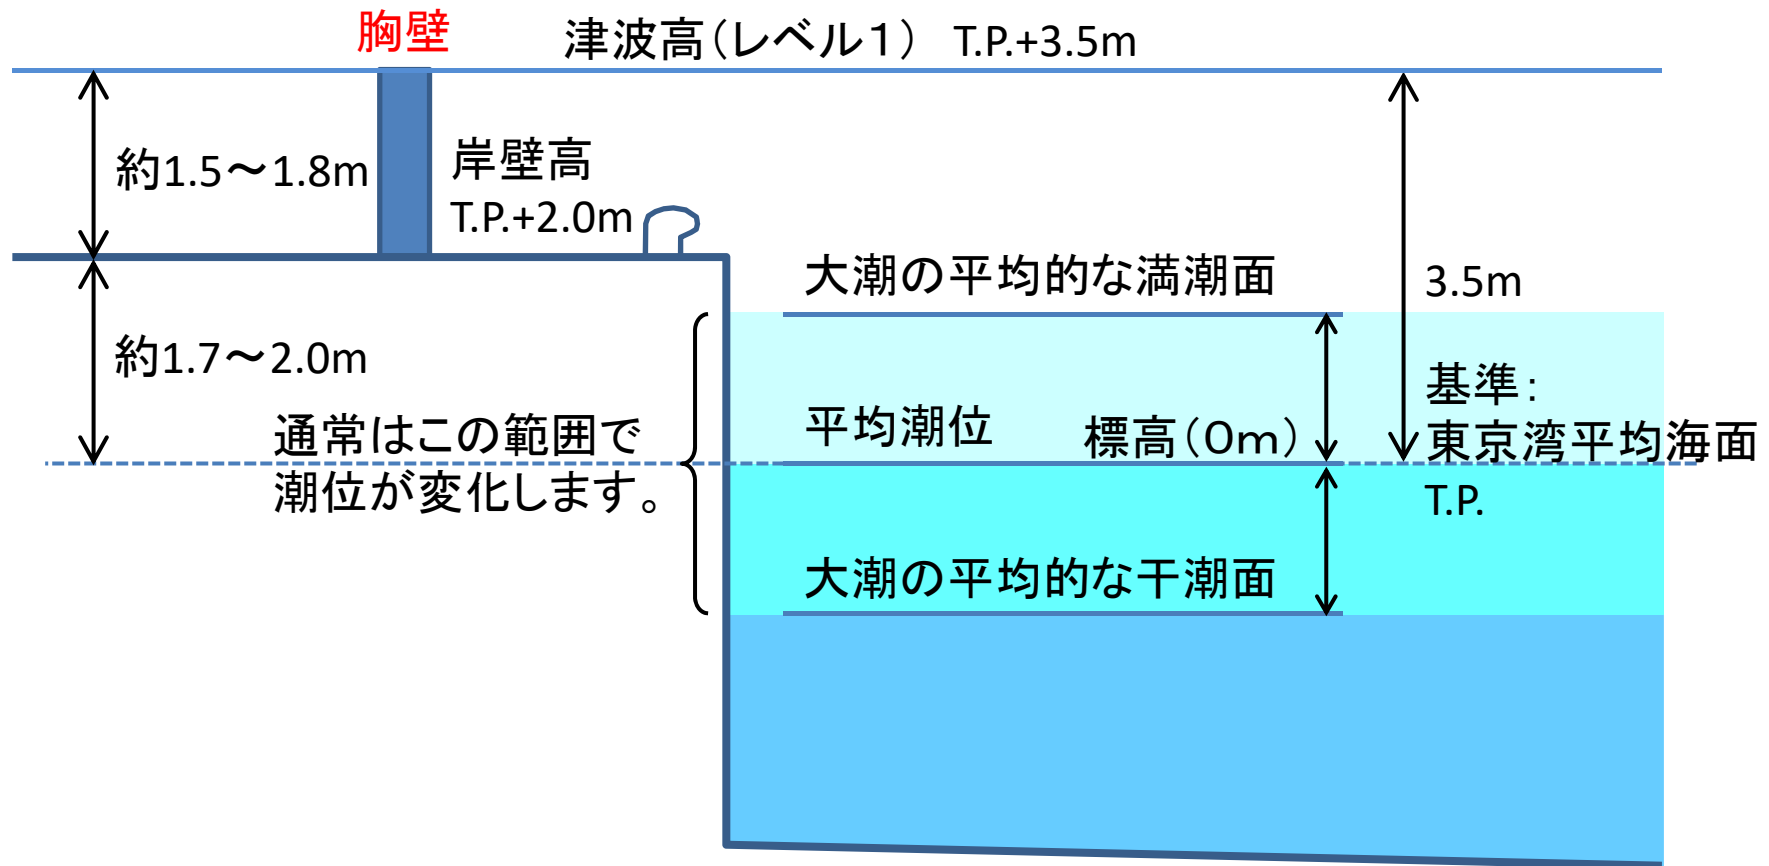 胸壁
津波高（レベル１） T.P.+3.5m
約1.5～1.8m
岸壁高
T.P.+2.0m
大潮の平均的な満潮面
3.5m
約1.7～2.0m
基準：
東京湾平均海面
T.P.
通常はこの範囲で
潮位が変化します。
平均潮位
標高（０ｍ）
大潮の平均的な干潮面